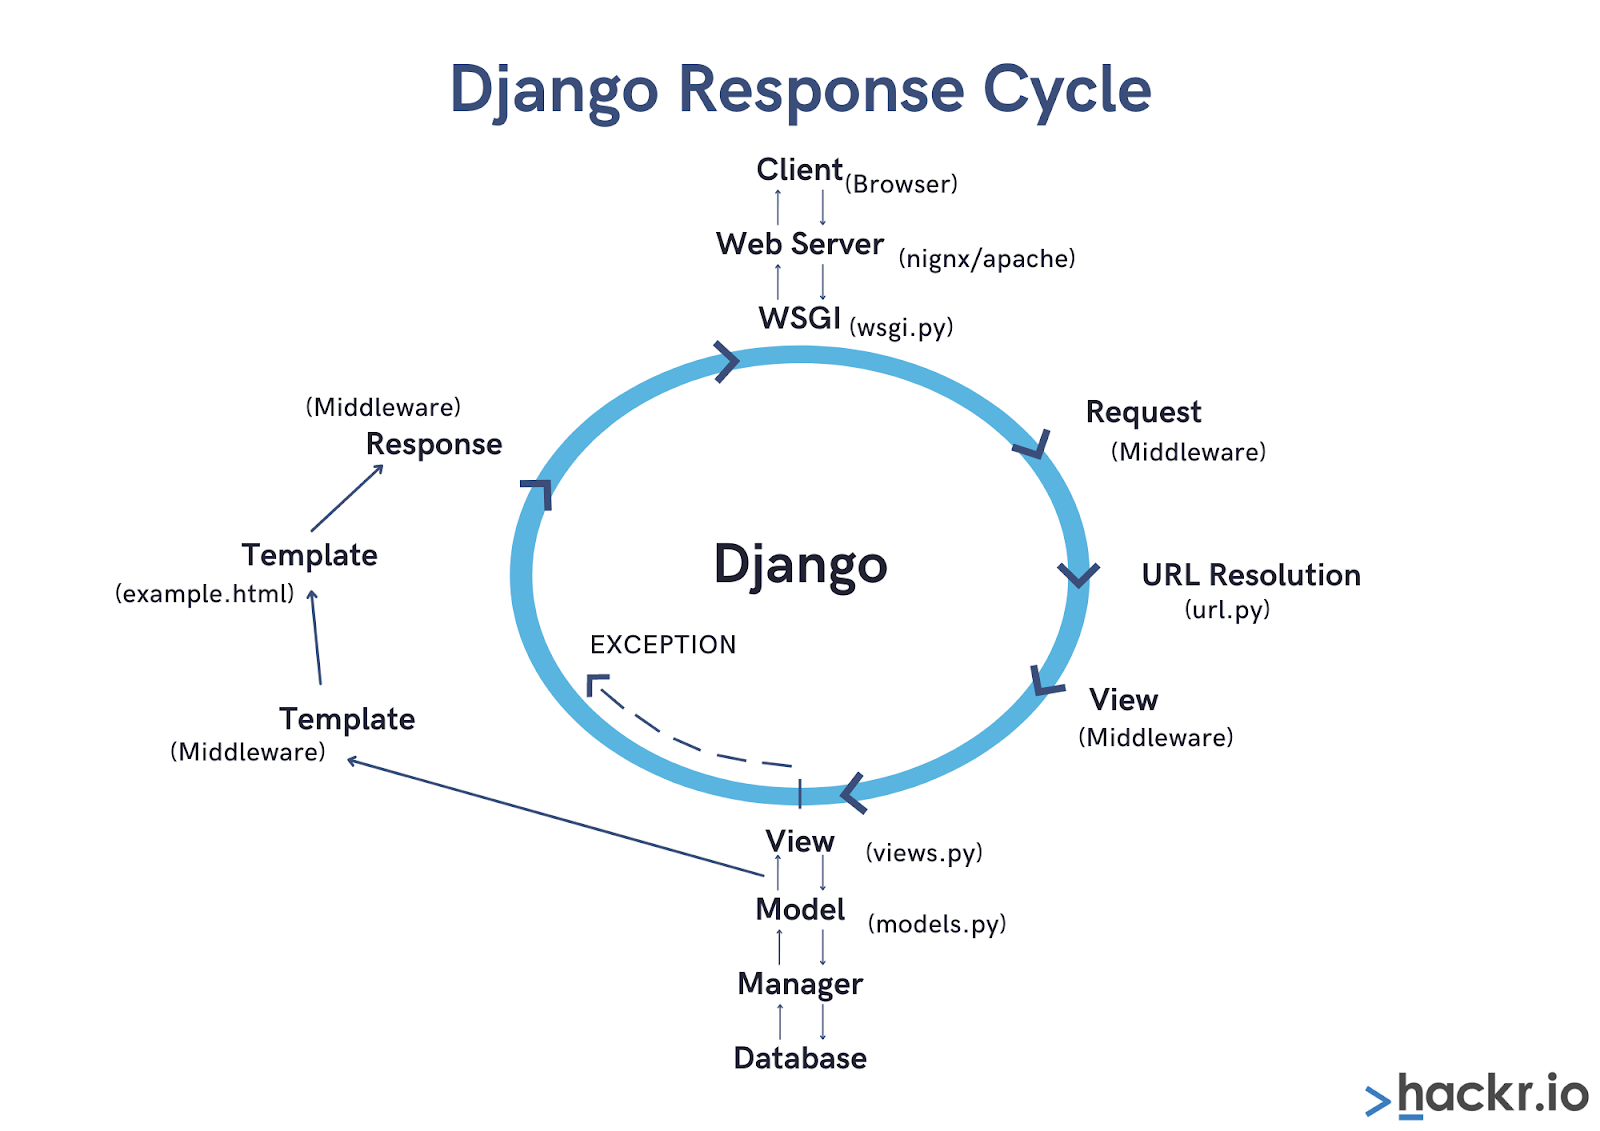 Django Response Cycle
Client (Browser)
Web Server (nignx/apache)
WSGI (wsgi.py)
(Middleware)
Response
Request
(Middleware)
Template
(example.html)
Django
URL Resolution
(url.py)
EXCEPTION
Template
(Middleware)
View
(Middleware)
View (views.py)
Model (models.py)
Manager
Database
>hackr.io